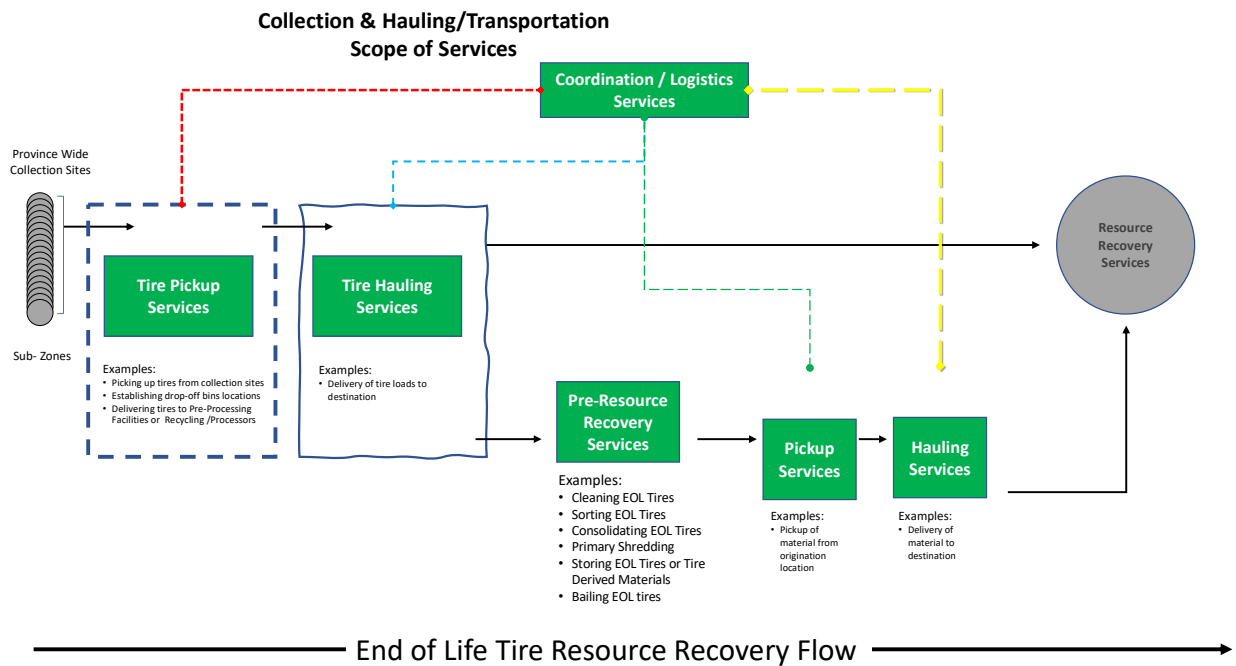 Collection & Hauling/Transportation
Scope of Services
Coordination / Logistics
Services
Province Wide
Collection Sites
Sub- Zones
Tire Pickup
Services
Examples:
• Picking up tires from collection sites
• Establishing drop-off bins locations
• Delivering tires to Pre-Processing
Facilities or Recycling /Processors
Tire Hauling
Services
Examples:
• Delivery of tire loads to
destination
Resource
Recovery
Services
Pre-Resource
Recovery
Services
Examples:
• Cleaning EOL Tires
• Sorting EOL Tires
• Consolidating EOL Tires
• Primary Shredding
• Storing EOL Tires or Tire
Derived Materials
• Bailing EOL tires
Pickup
Services
Examples:
• Pickup of
material from
origination
location
Hauling
Services
Examples:
• Delivery of
material to
destination
End of Life Tire Resource Recovery Flow